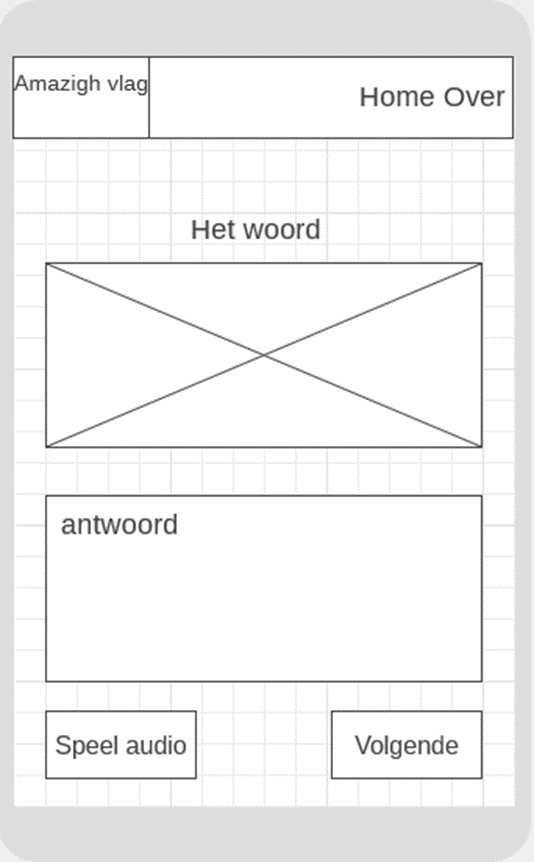 Amazigh vlag
Home Over
Het woord
antwoord
Speel audio
Volgende